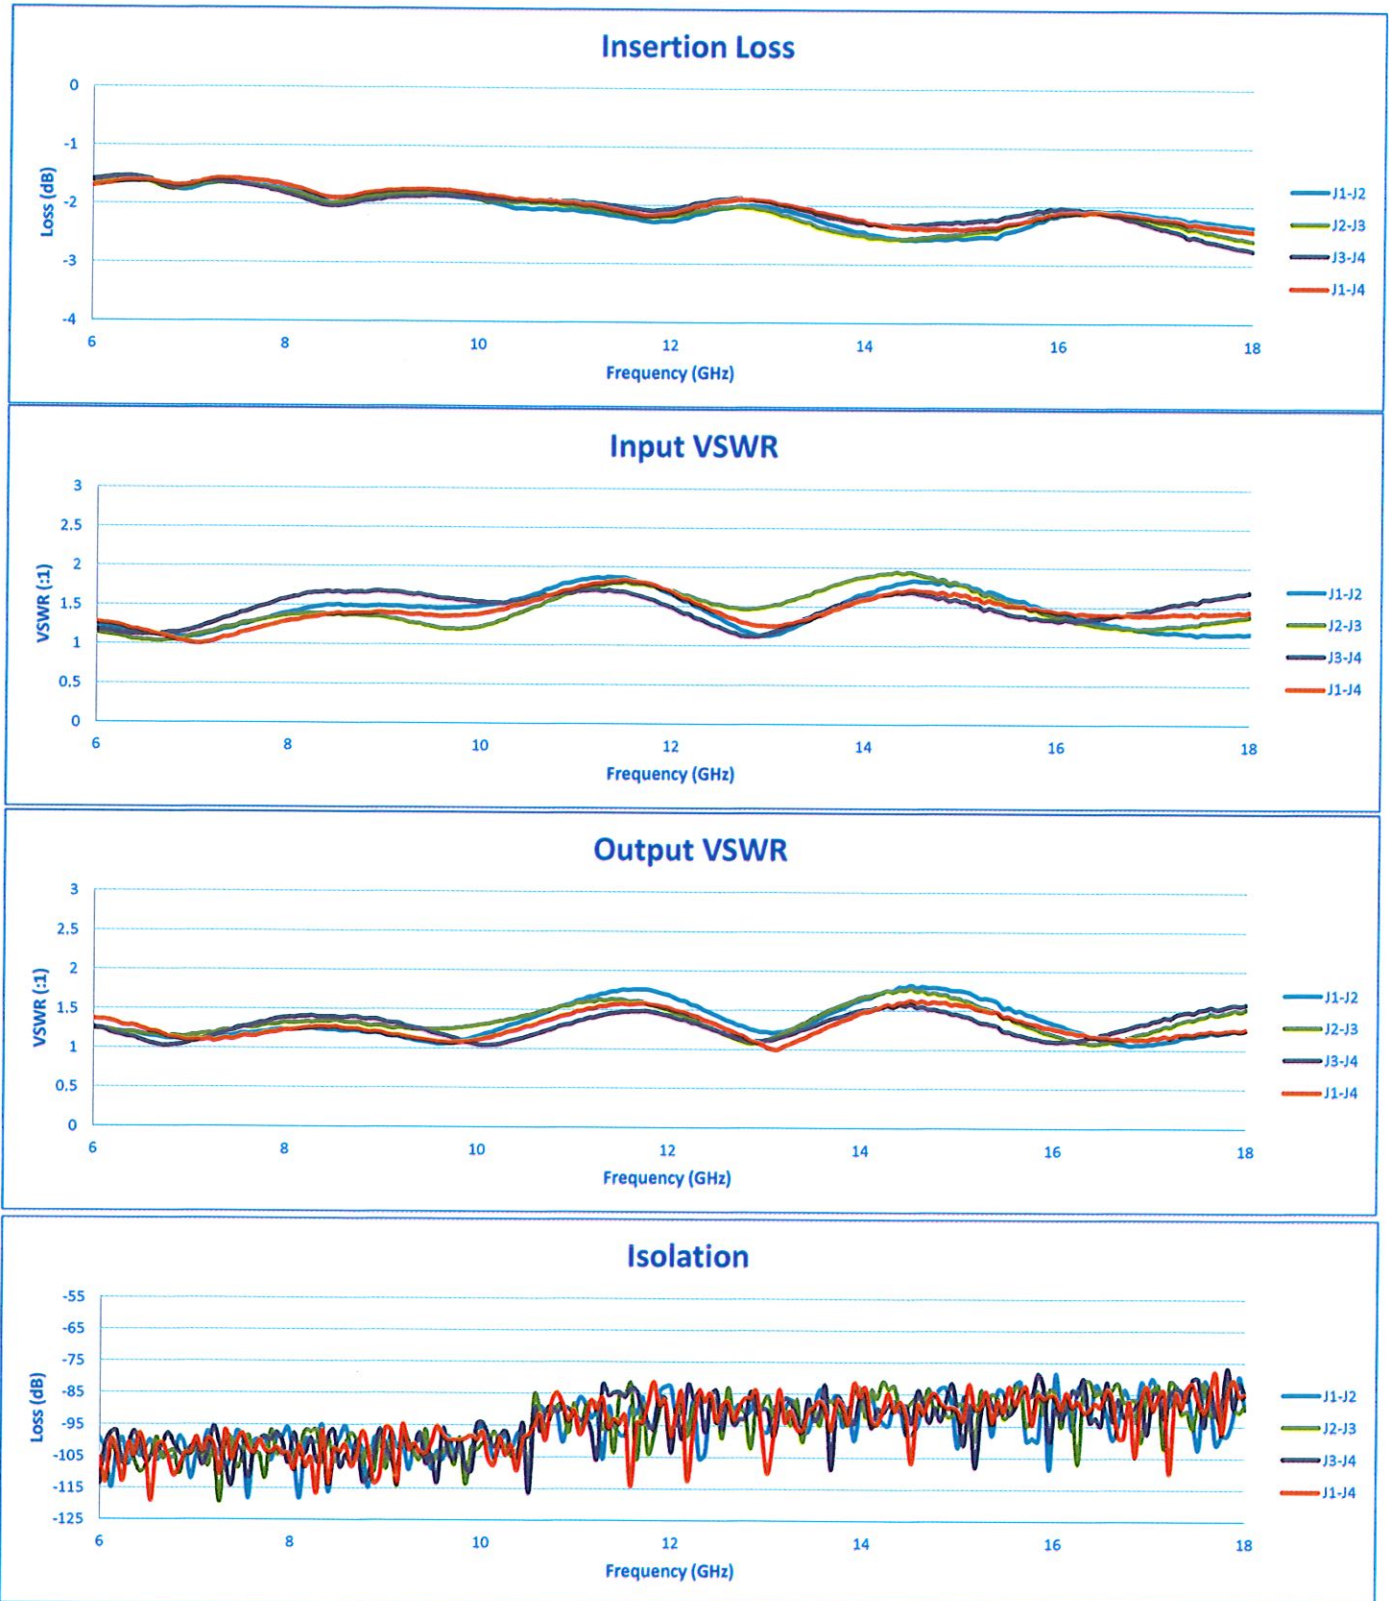 Insertion Loss
0
-1
-2
-3
-4
Loss (dB)
6 8 10 12 14 16 18
Frequency (GHz)
J1-J2
J2-J3
J3-J4
J1-J4
Input VSWR
3
2.5
2
1.5
1
0.5
0
VSWR (:1)
6 8 10 12 14 16 18
Frequency (GHz)
J1-J2
J2-J3
J3-J4
J1-J4
Output VSWR
3
2.5
2
1.5
1
0.5
0
VSWR (:1)
6 8 10 12 14 16 18
Frequency (GHz)
J1-J2
J2-J3
J3-J4
J1-J4
Isolation
-55
-65
-75
-85
-95
-105
-115
-125
Loss (dB)
6 8 10 12 14 16 18
Frequency (GHz)
J1-J2
J2-J3
J3-J4
J1-J4